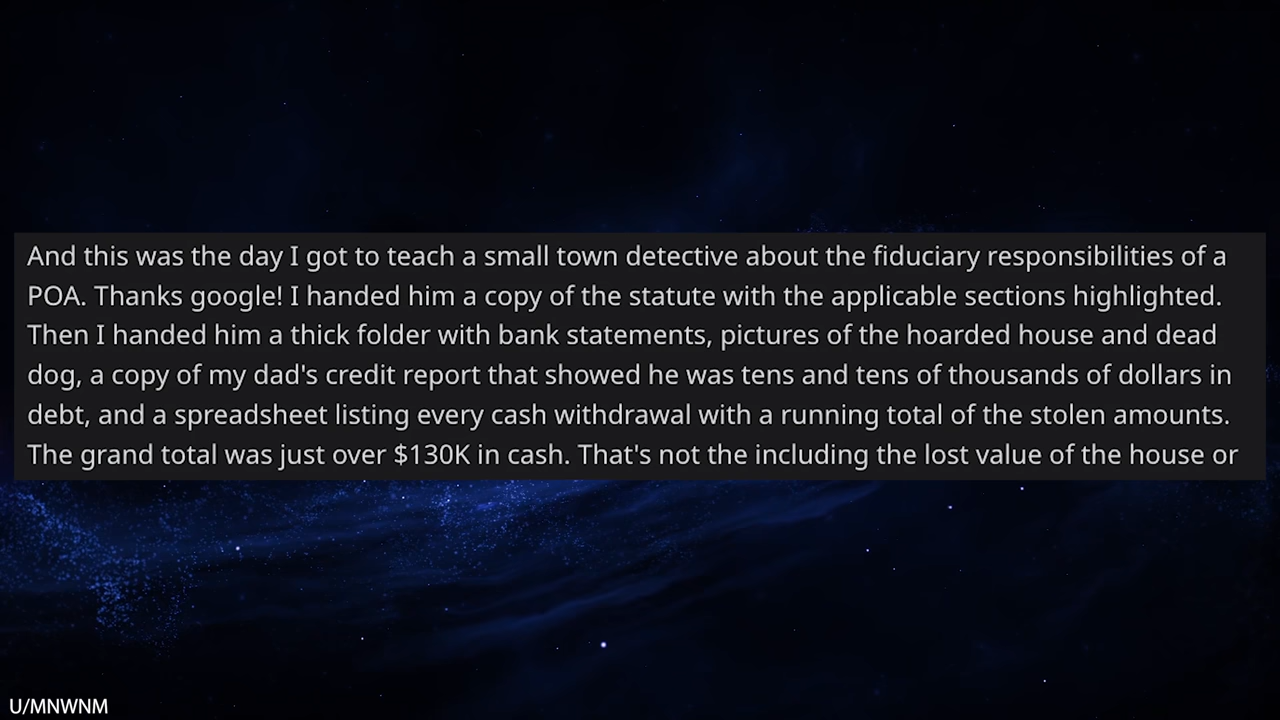 And this was the day I got to teach a small town detective about the fiduciary responsibilities of a
POA. Thanks google! I handed him a copy of the statute with the applicable sections highlighted.
Then I handed him a thick folder with bank statements, pictures of the hoarded house and dead
dog, a copy of my dad's credit report that showed he was tens and tens of thousands of dollars in
debt, and a spreadsheet listing every cash withdrawal with a running total of the stolen amounts.
The grand total was just over $130K in cash. That's not the including the lost value of the house or
U/MNWNM